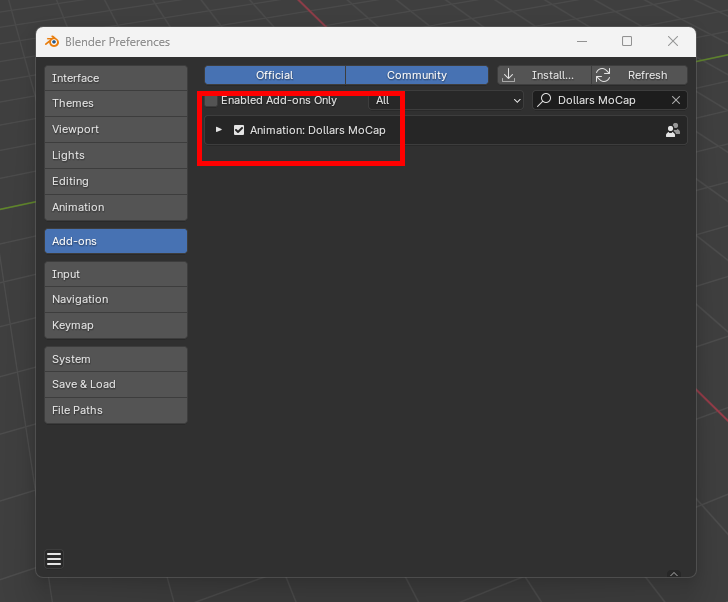 Blender Preferences
Interface
Themes
Viewport
Lights
Editing
Animation
Add-ons
Input
Navigation
Keymap
System
Save & Load
File Paths
Official Community Install... Refresh
Enabled Add-ons Only All Dollars MoCap
Animation: Dollars MoCap